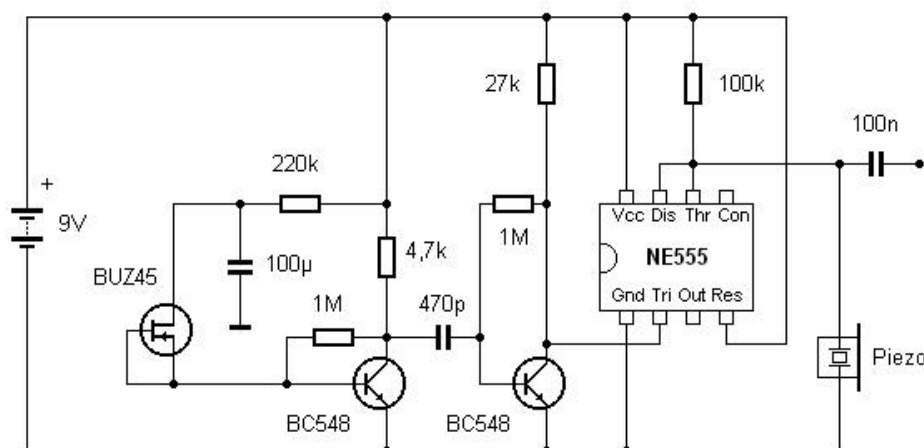 27k
100k
100n
220k
+
9V
Vcc Dis Thr Con
4,7k
1M
NE555
100µ
BUZ45
1M
470p
Gnd Tri Out Res
Piezo
BC548
BC548